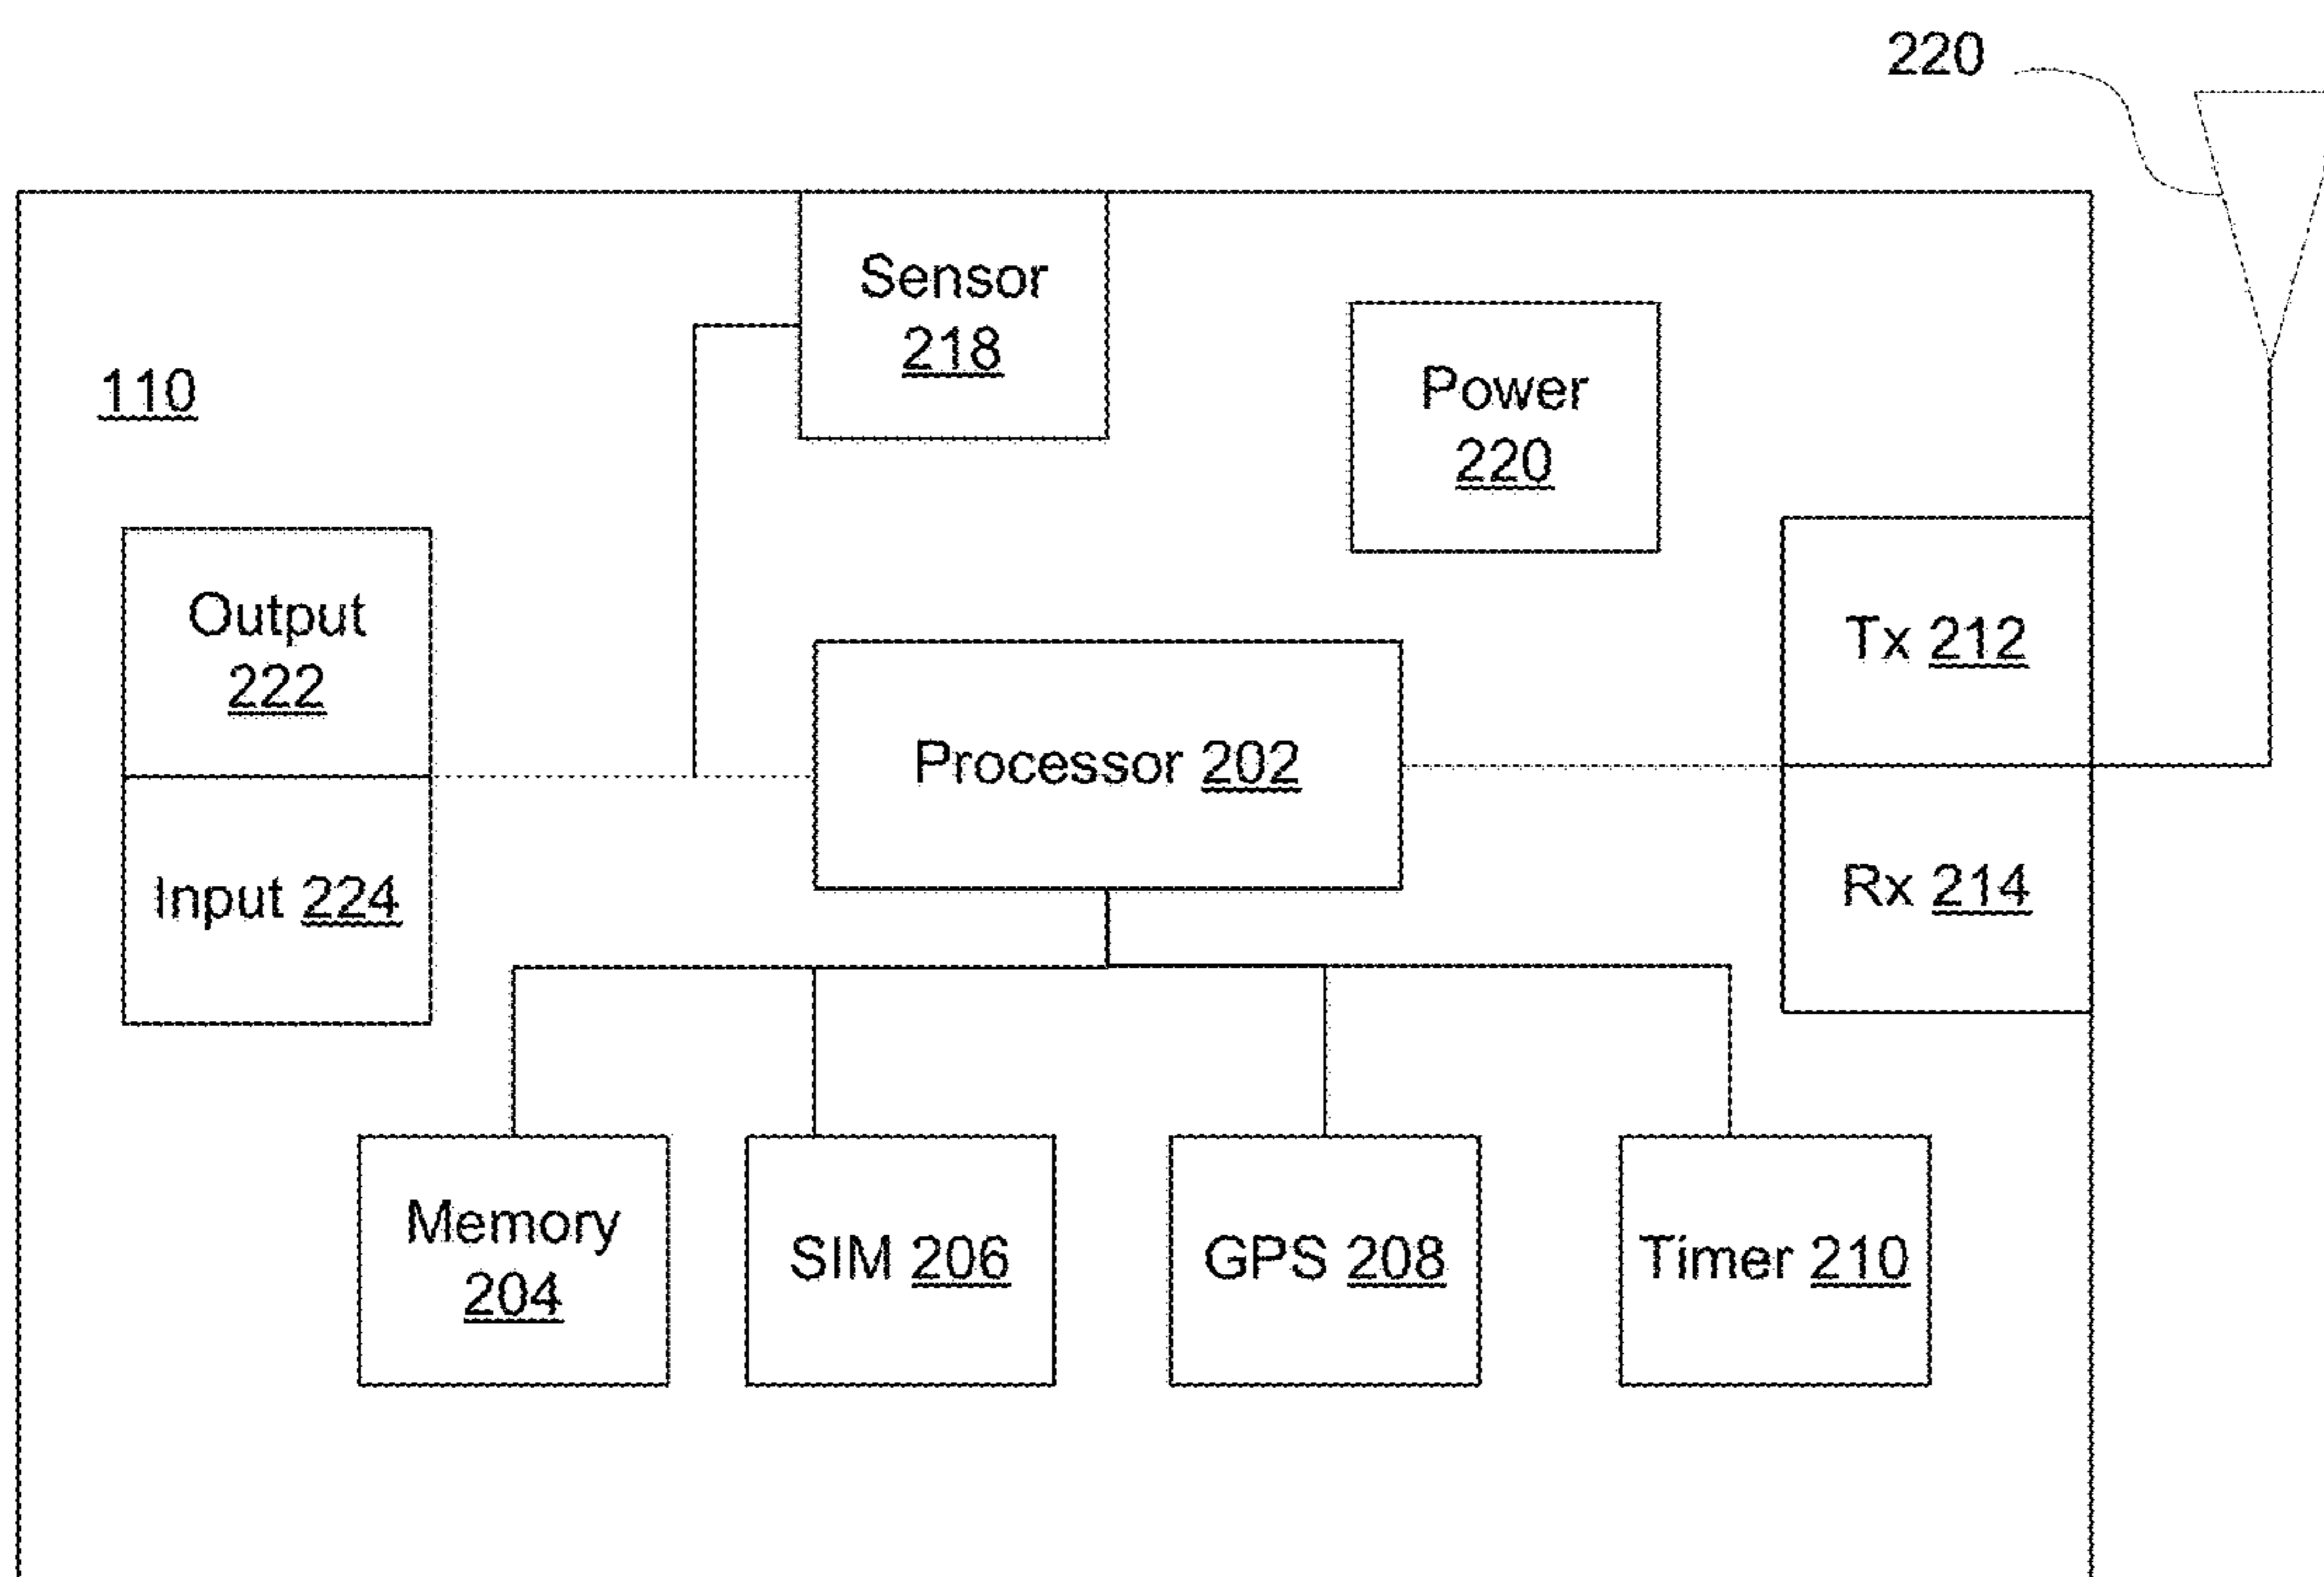 220
Sensor
218
110
Power
220
Output
222
Tx 212
Processor 202
Input 224
Rx 214
Memory
204
SIM 206
GPS 208
Timer 210